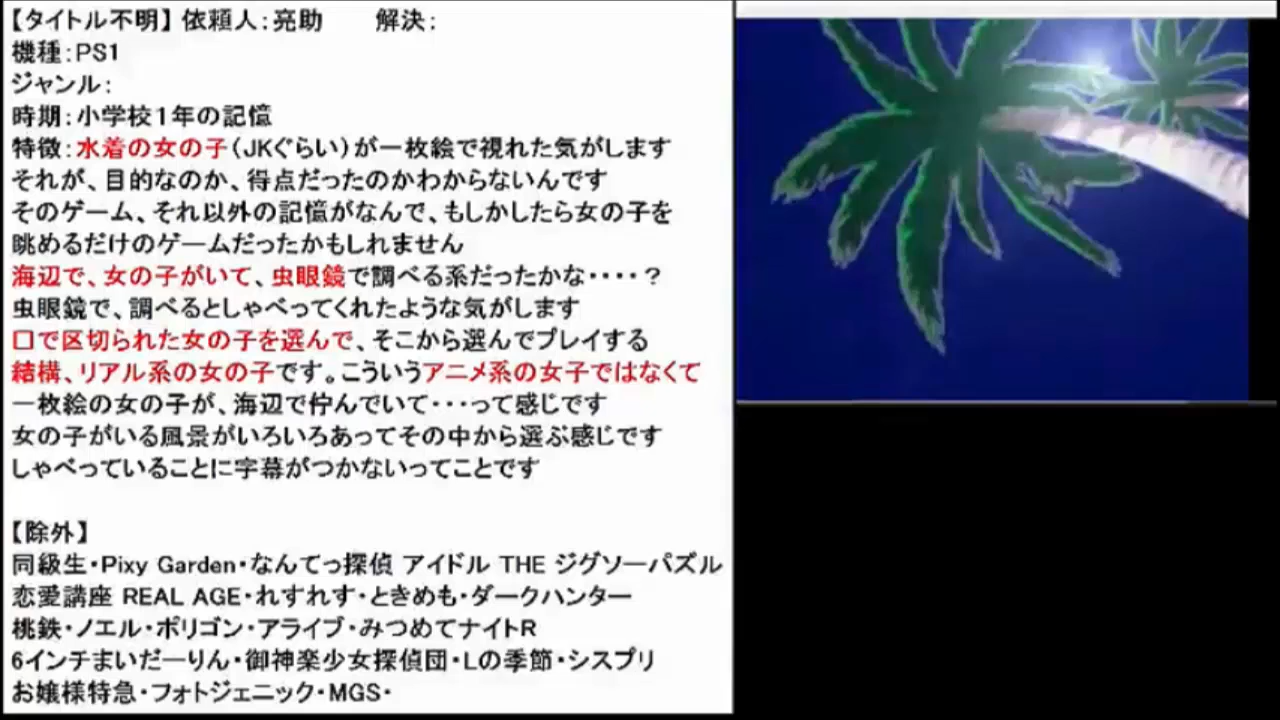 【タイトル不明】依頼人：亮助　　解決：
機種：PS1
ジャンル：
時期：小学校１年の記憶
特徴：水着の女の子（JKぐらい）が一枚絵で視れた気がします
それが、目的なのか、得点だったのかわからないんです
そのゲーム、それ以外の記憶がなんで、もしかしたら女の子を
眺めるだけのゲームだったかもしれません
海辺で、女の子がいて、虫眼鏡で調べる系だったかな・・・・？
虫眼鏡で、調べるとしゃべってくれたような気がします
口で区切られた女の子を選んで、そこから選んでプレイする
結構、リアル系の女の子です。こういうアニメ系の女子ではなくて
一枚絵の女の子が、海辺で佇んでいて・・・って感じです
女の子がいる風景がいろいろあってその中から選ぶ感じです
しゃべっていることに字幕がつかないってことです
【除外】
同級生・Pixy Garden・なんてっ探偵 アイドル THE ジグソーパズル
恋愛講座 REAL AGE・れすれす・ときめも・ダークハンター
桃鉄・ノエル・ポリゴン・アライブ・みつめてナイトR
6インチまいだーりん・御神楽少女探偵団・Lの季節・シスプリ
お嬢様特急・フォトジェニック・MGS・